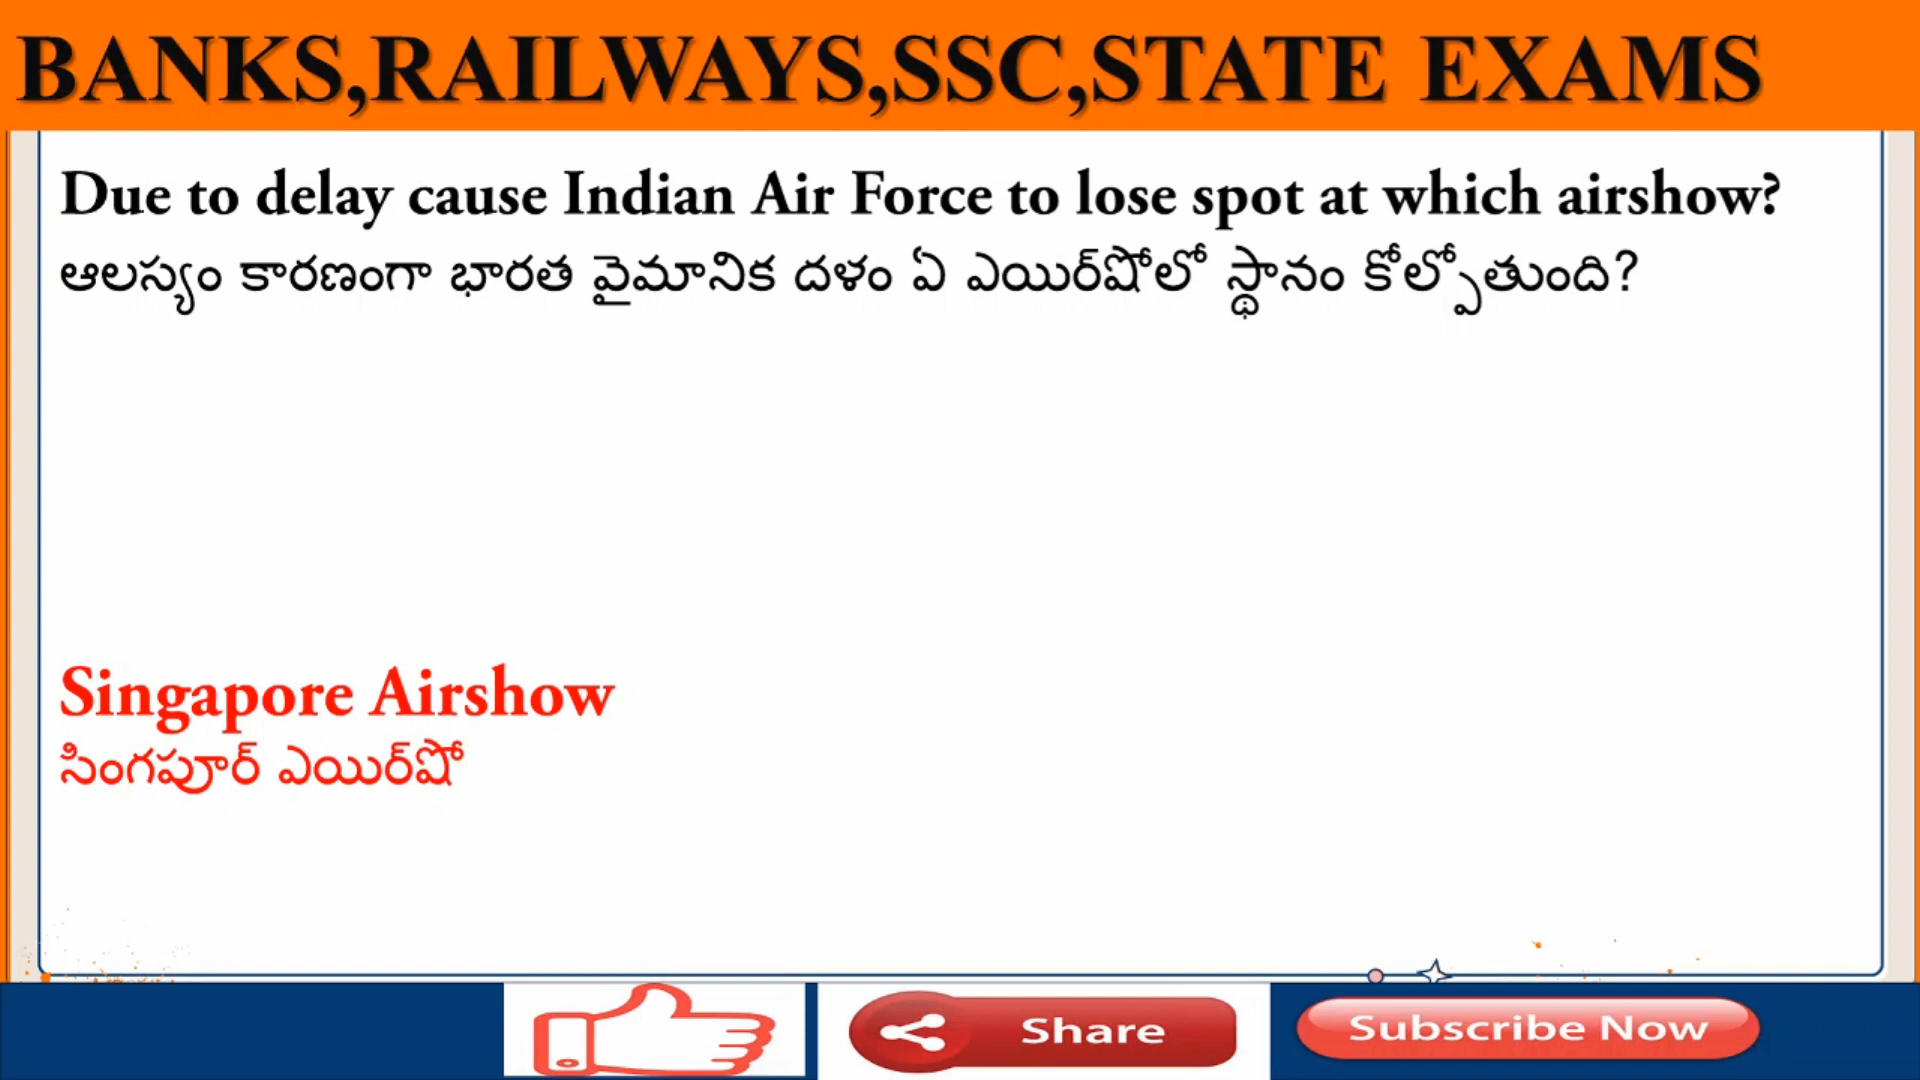 BANKS,RAILWAYS,SSC,STATE EXAMS
Due to delay cause Indian Air Force to lose spot at which airshow?
ఆలస్యం కారణంగా భారత వైమానిక దళం ఏ ఎయిర్‌షోలో స్థానం కోల్పోతుంది?
Singapore Airshow
సింగపూర్ ఎయిర్‌షో
Share
Subscribe Now